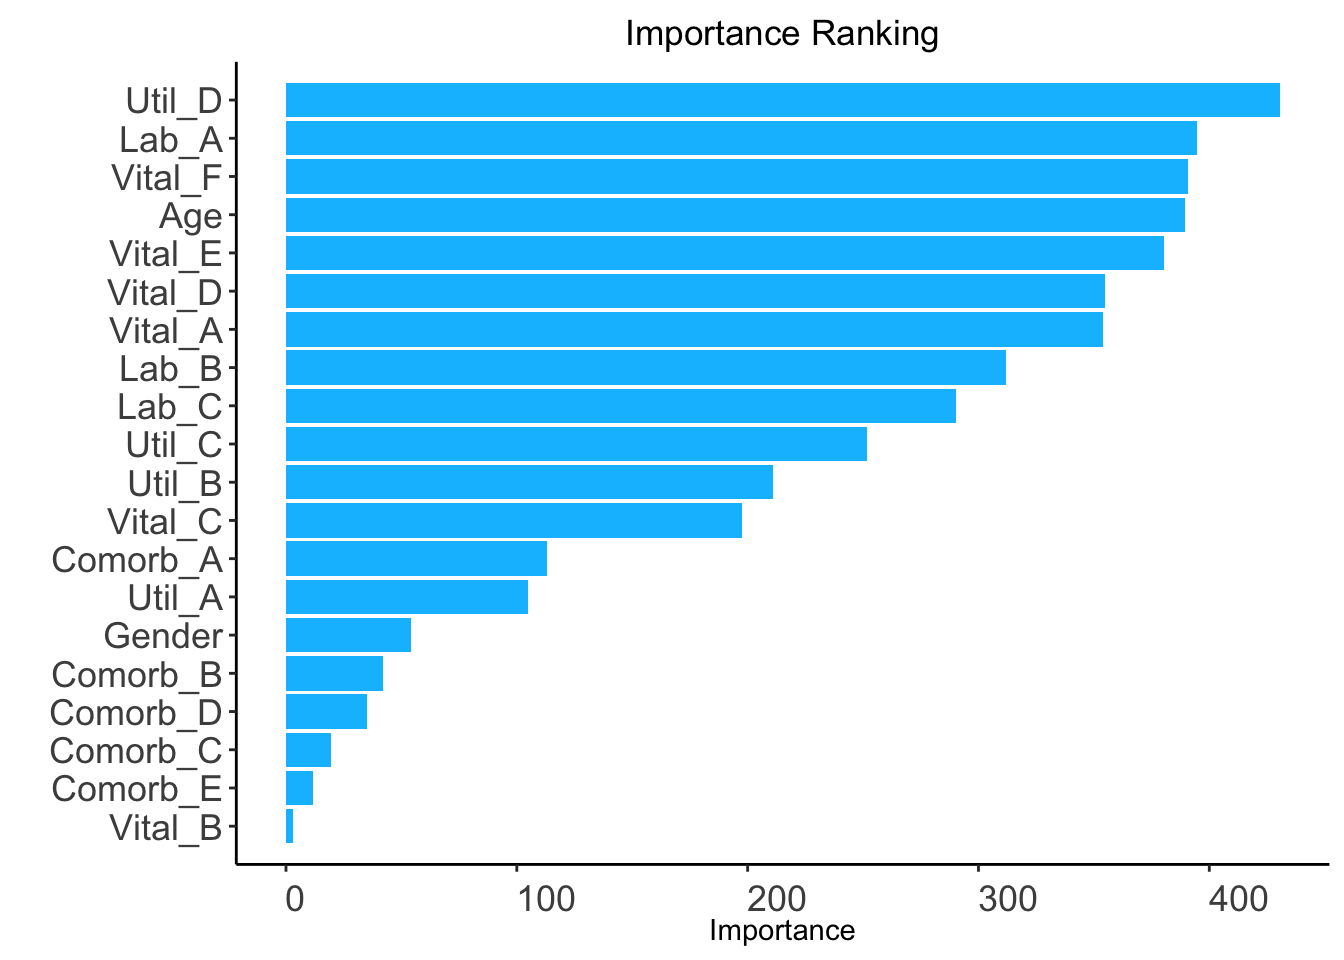 Importance Ranking
Util_D
Lab_A
Vital_F
Age
Vital_E
Vital_D
Vital_A
Lab_B
Lab_C
Util_C
Util_B
Vital_C
Comorb_A
Util_A
Gender
Comorb_B
Comorb_D
Comorb_C
Comorb_E
Vital_B
0 100 200 300 400
Importance